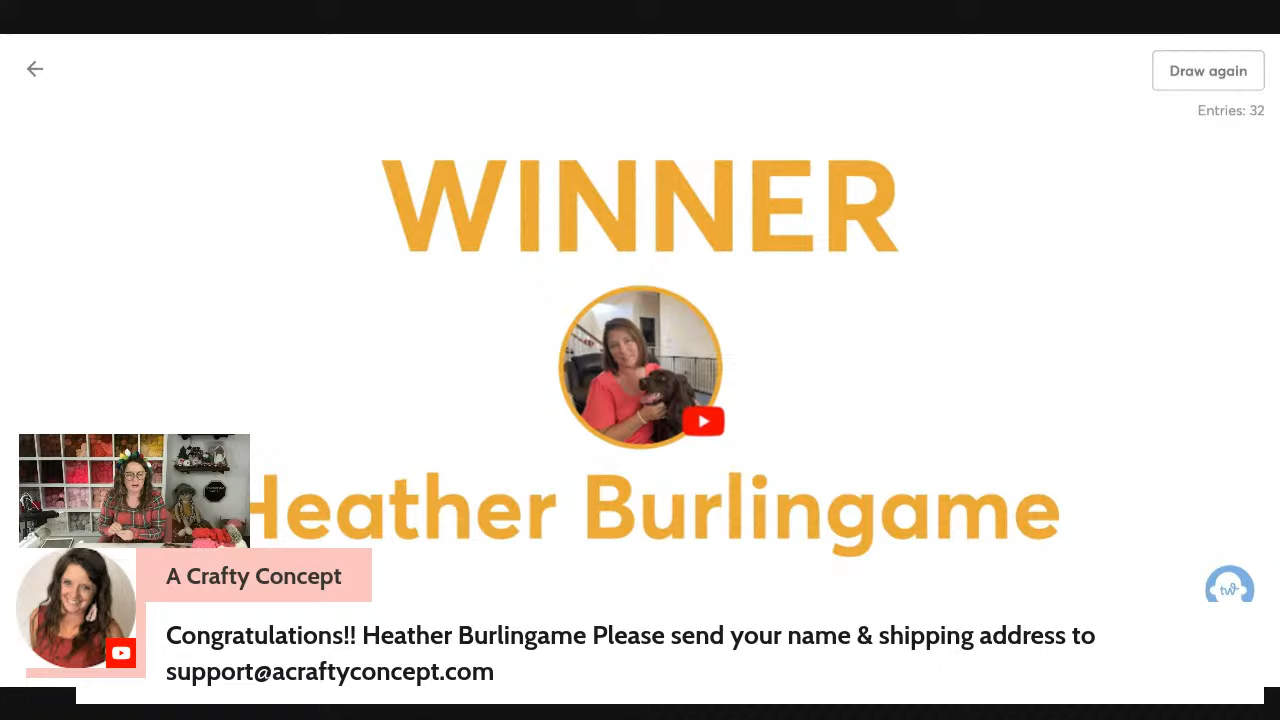 Draw again
Entries: 32
WINNER
Heather Burlingame
tw
A Crafty Concept
Congratulations!! Heather Burlingame Please send your name & shipping address to
support@acraftyconcept.com